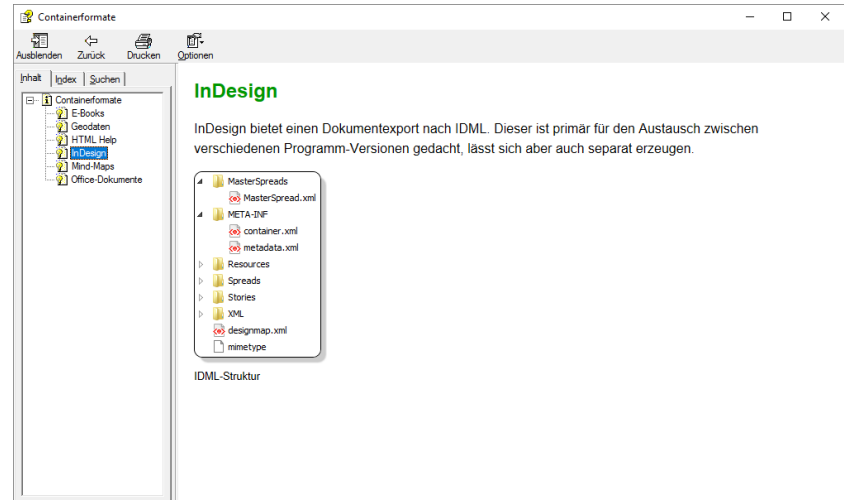 Containerformate
Ausblenden Zurück Drucken Optionen
Inhalt Index Suchen
Containerformate
E-Books
Geodaten
HTML Help
InDesign
Mind-Maps
Office-Dokumente
InDesign
InDesign bietet einen Dokumentexport nach IDML. Dieser ist primär für den Austausch zwischen
verschiedenen Programm-Versionen gedacht, lässt sich aber auch separat erzeugen.
MasterSpreads
MasterSpread.xml
META-INF
container.xml
metadata.xml
Resources
Spreads
Stories
XML
designmap.xml
mimetype
IDML-Struktur